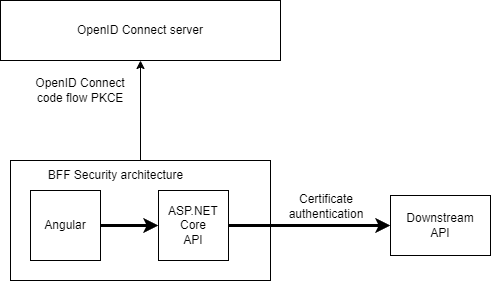 OpenID Connect server
OpenID Connect
code flow PKCE
BFF Security architecture
Angular
ASP.NET
Core
API
Certificate
authentication
Downstream
API